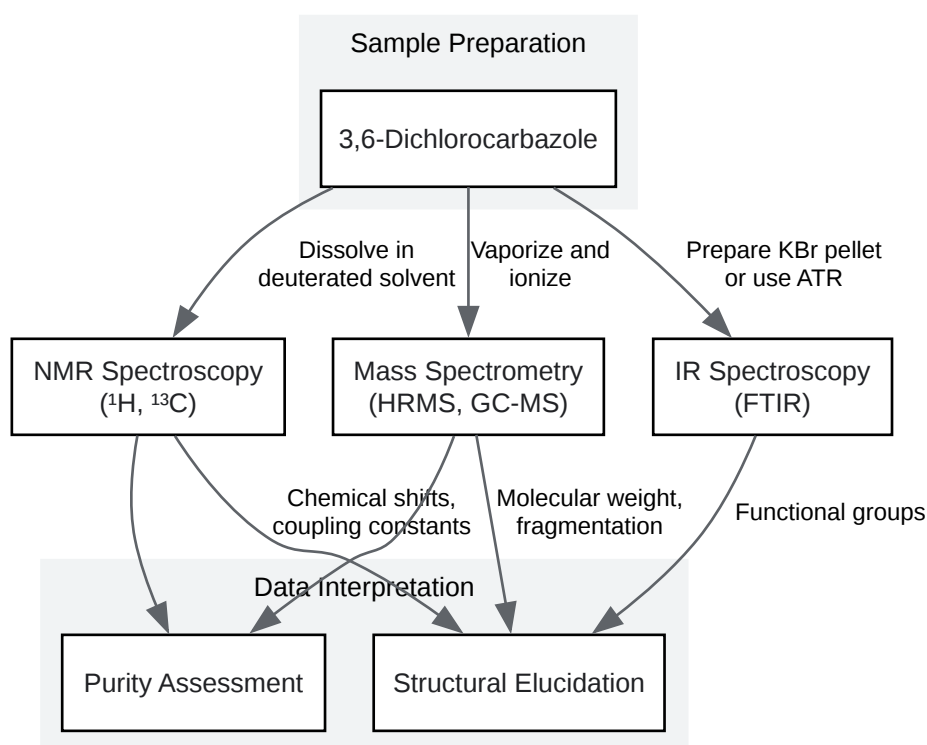 Sample Preparation
3,6-Dichlorocarbazole
Dissolve in
deuterated solvent
Vaporize and
ionize
Prepare KBr pellet
or use ATR
NMR Spectroscopy
(¹H, ¹³C)
Mass Spectrometry
(HRMS, GC-MS)
IR Spectroscopy
(FTIR)
Chemical shifts,
coupling constants
Molecular weight,
fragmentation
Functional groups
Data Interpretation
Purity Assessment
Structural Elucidation